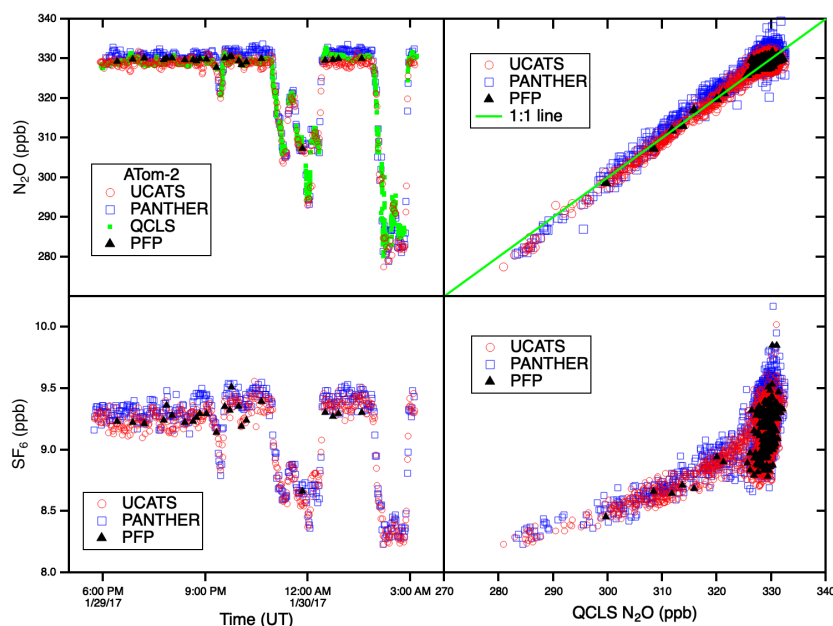 340
330
320
310
300
290
280
N2O (ppb)
ATom-2
UCATS
PANTHER
QCLS
PFP
UCATS
PANTHER
PFP
1:1 line
10.0
9.5
9.0
8.5
8.0
SF6 (ppb)
UCATS
PANTHER
PFP
UCATS
PANTHER
PFP
6:00 PM
1/29/17
9:00 PM
12:00 AM
1/30/17
3:00 AM
Time (UT)
270 280 290 300 310 320 330 340
QCLS N2O (ppb)